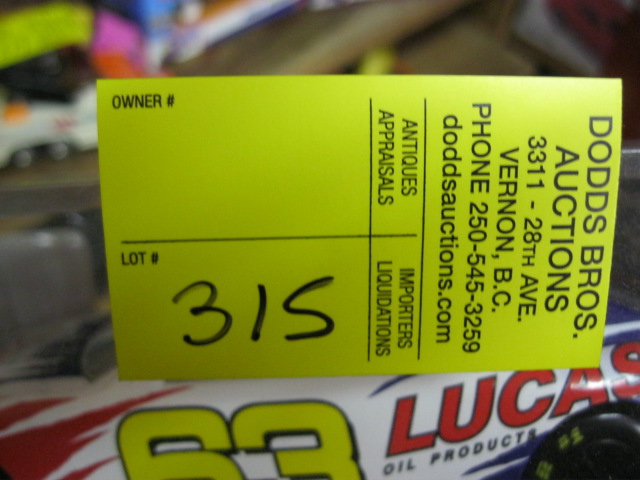 DODDS BROS.
AUCTIONS
3311 - 28TH AVE.
VERNON, B.C.
PHONE 250-545-3259
doddsauctions.com
ANTIQUES
APPRAISALS
IMPORTERS
LIQUIDATIONS
OWNER #
LOT #
315
LUCAS
OIL PRODUCTS
63